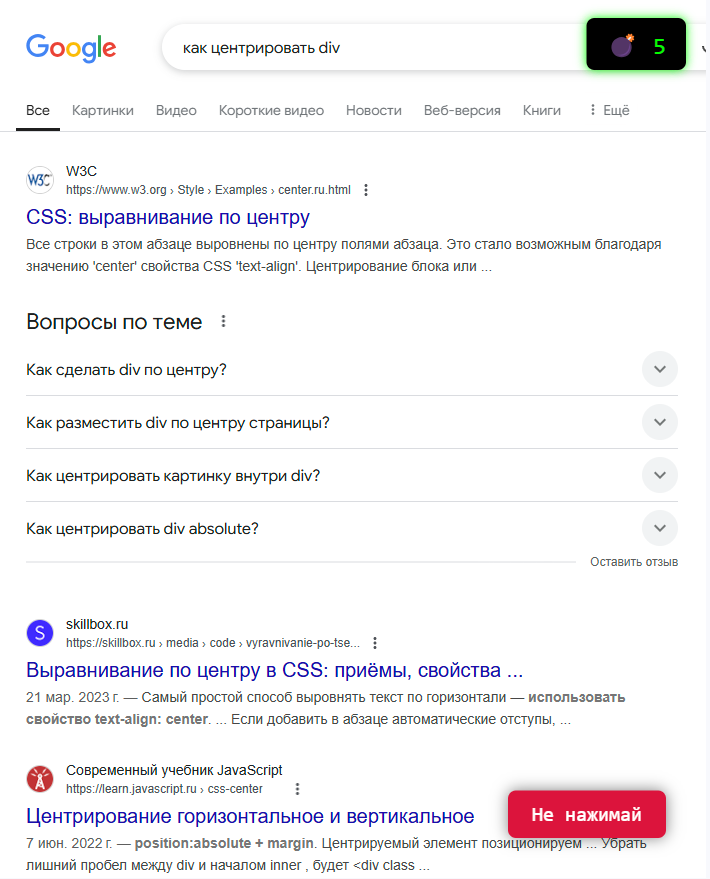 Google
как центрировать div
5
Все Картинки Видео Короткие видео Новости Веб-версия Книги Ещё
W3C
W3C
https://www.w3.org › Style › Examples › center.ru.html
CSS: выравнивание по центру
Все строки в этом абзаце выровнены по центру полями абзаца. Это стало возможным благодаря
значению 'center' свойства CSS 'text-align'. Центрирование блока или ...
Вопросы по теме
Как сделать div по центру?
Как разместить div по центру страницы?
Как центрировать картинку внутри div?
Как центрировать div absolute?
Оставить отзыв
S
skillbox.ru
https://skillbox.ru › media › code › vyravnivanie-po-tse...
Выравнивание по центру в CSS: приёмы, свойства ...
21 мар. 2023 г. — Самый простой способ выровнять текст по горизонтали — использовать
свойство text-align: center. ... Если добавить в абзаце автоматические отступы, ...
Современный учебник JavaScript
https://learn.javascript.ru › css-center
Центрирование горизонтальное и вертикальное
Не нажимай
7 июн. 2022 г. — position:absolute + margin. Центрируемый элемент позиционируем ... Убрать
лишний пробел между div и началом inner , будет <div class ...